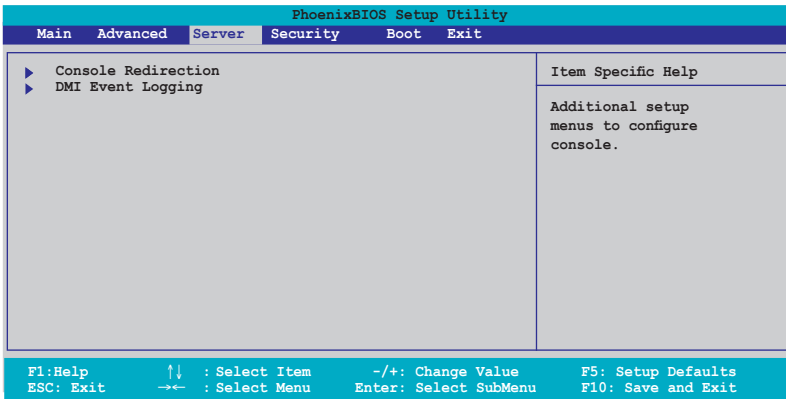 PhoenixBIOS Setup Utility
Main Advanced Server Security Boot Exit
Console Redirection
DMI Event Logging
Item Specific Help
Additional setup
menus to configure
console.
F1:Help ↑↓ : Select Item -/+: Change Value F5: Setup Defaults
ESC: Exit →← : Select Menu Enter: Select SubMenu F10: Save and Exit